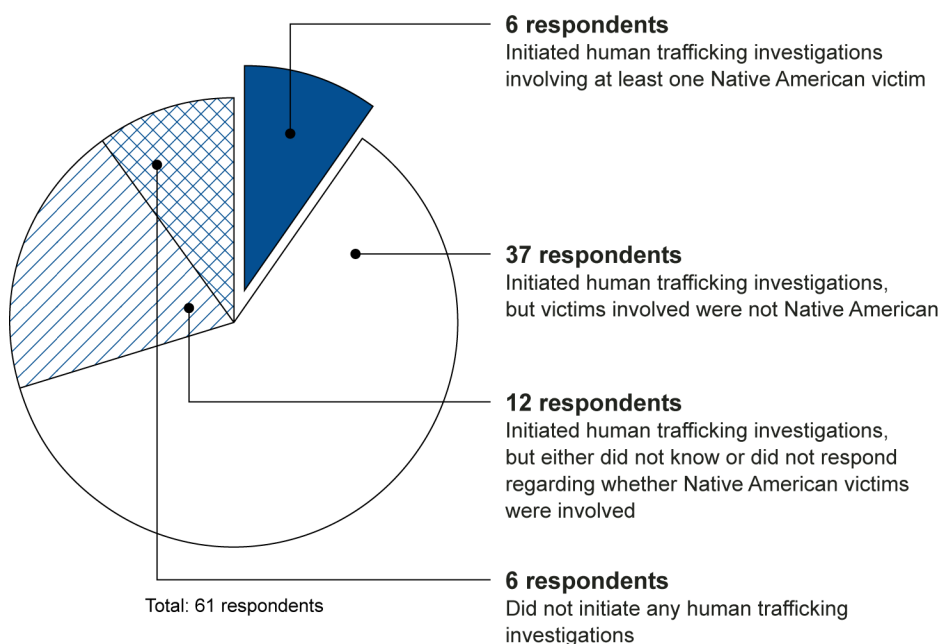 6 respondents
Initiated human trafficking investigations
involving at least one Native American victim
37 respondents
Initiated human trafficking investigations,
but victims involved were not Native American
12 respondents
Initiated human trafficking investigations,
but either did not know or did not respond
regarding whether Native American victims
were involved
6 respondents
Did not initiate any human trafficking
investigations
Total: 61 respondents